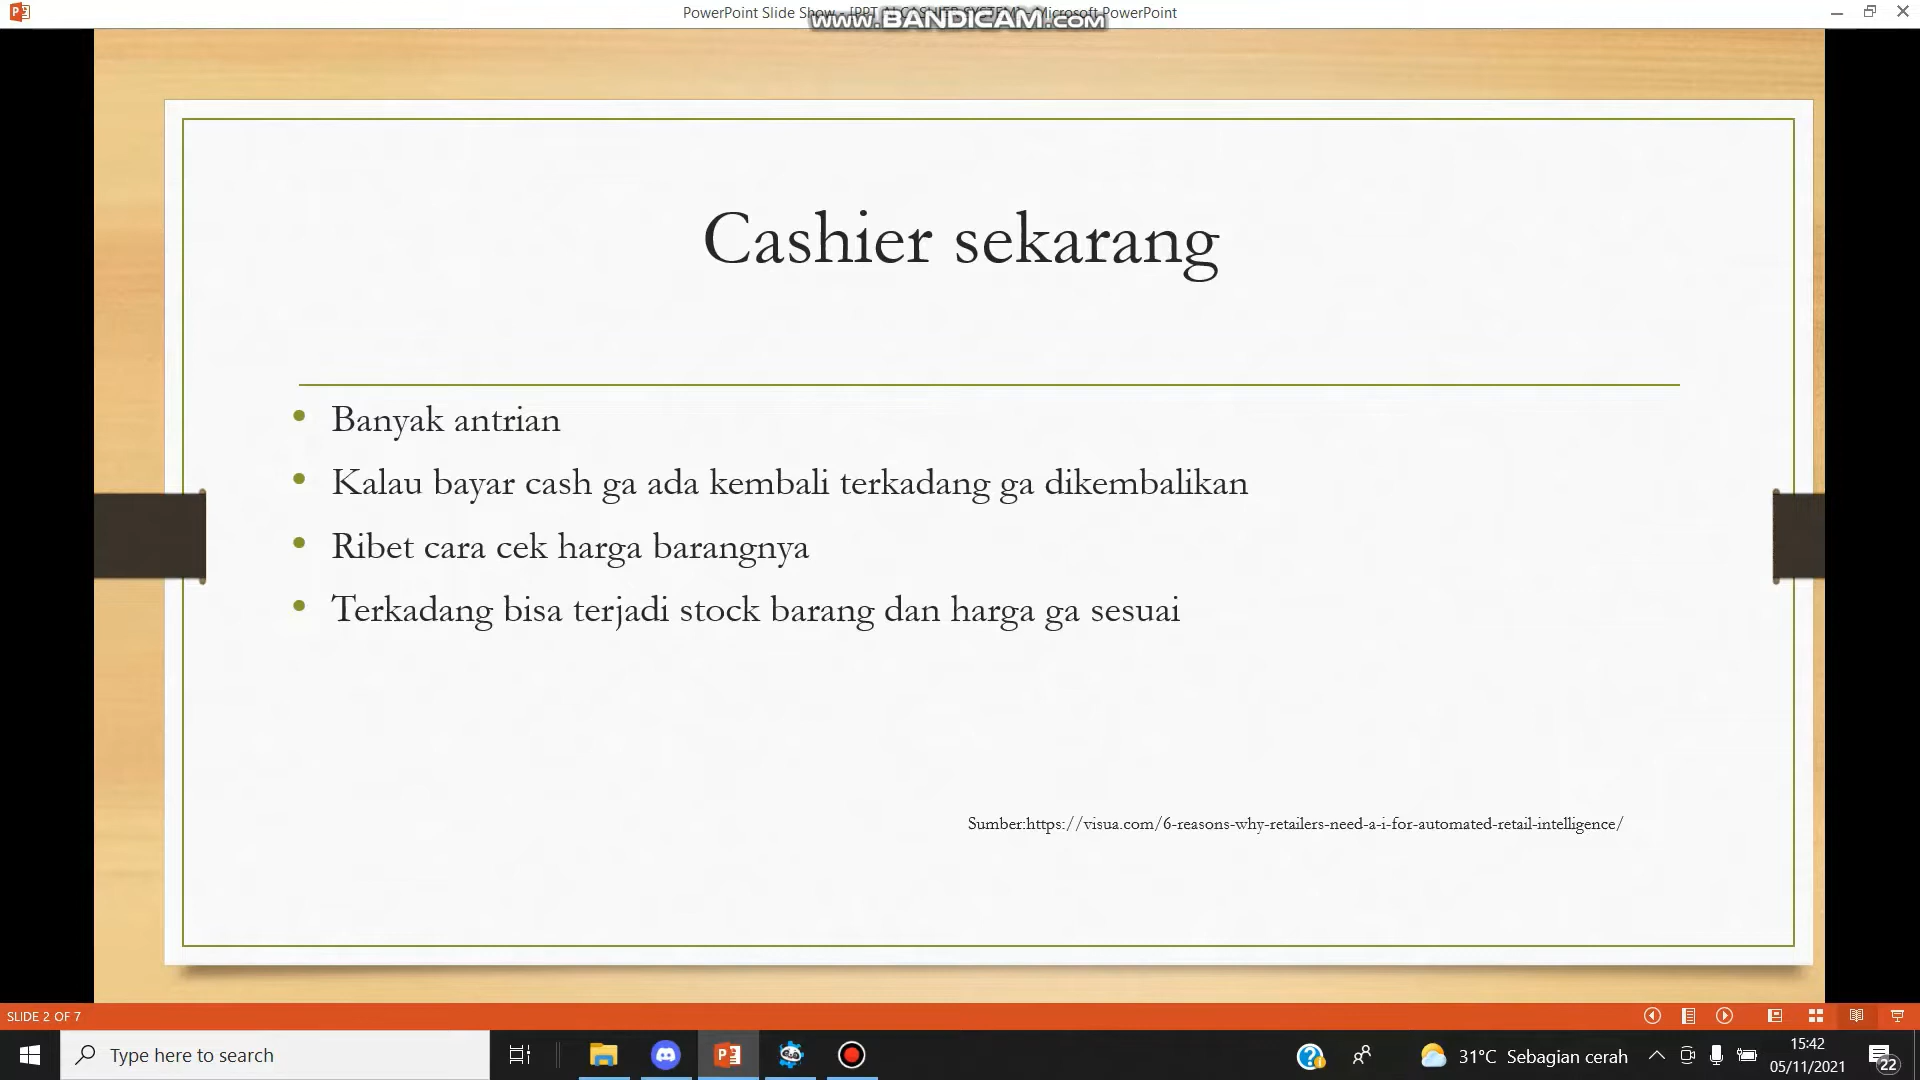 PowerPoint Slide Show - [PPT AI CASHIER SYSTEM] - Microsoft PowerPoint
www.BANDICAM.com
Cashier sekarang
• Banyak antrian
• Kalau bayar cash ga ada kembali terkadang ga dikembalikan
• Ribet cara cek harga barangnya
• Terkadang bisa terjadi stock barang dan harga ga sesuai
Sumber:https://visua.com/6-reasons-why-retailers-need-a-i-for-automated-retail-intelligence/
SLIDE 2 OF 7
Type here to search
31°C Sebagian cerah
15:42
05/11/2021
22